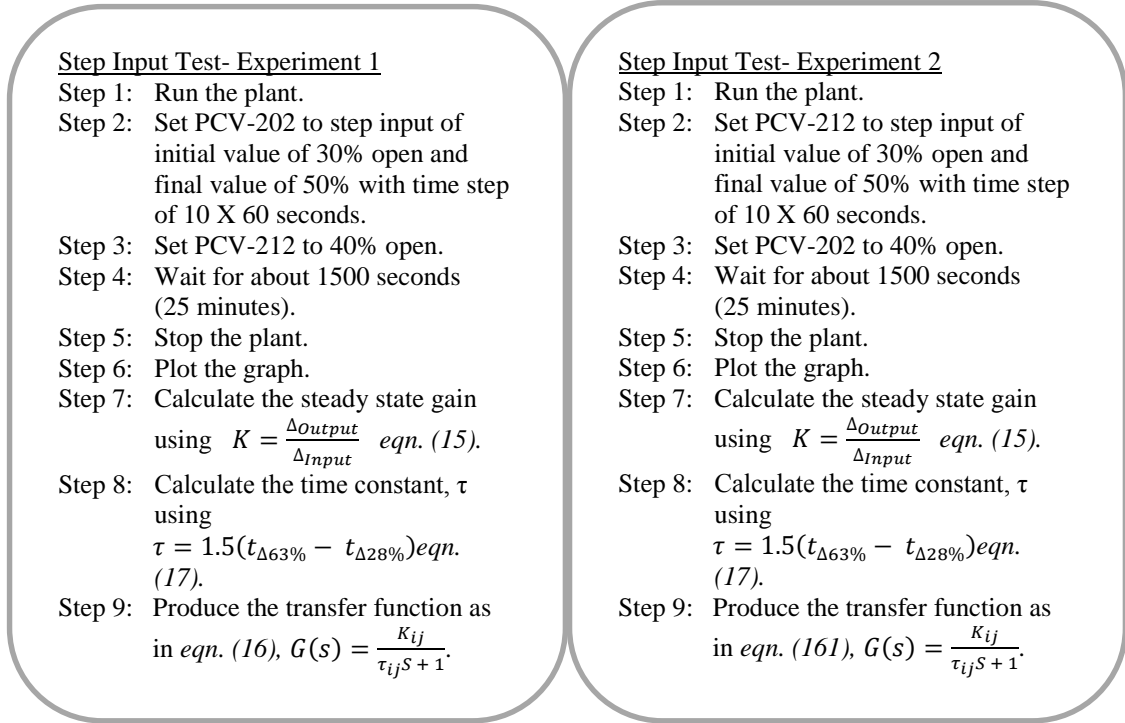 Step Input Test- Experiment 1
Step 1: Run the plant.
Step 2: Set PCV-202 to step input of
initial value of 30% open and
final value of 50% with time step
of 10 X 60 seconds.
Step 3: Set PCV-212 to 40% open.
Step 4: Wait for about 1500 seconds
(25 minutes).
Step 5: Stop the plant.
Step 6: Plot the graph.
Step 7: Calculate the steady state gain
using K = Δ_Output / Δ_Input eqn. (15).
Step 8: Calculate the time constant, τ
using
τ = 1.5(t_Δ63% − t_Δ28%)eqn.
(17).
Step 9: Produce the transfer function as
in eqn. (16), G(s) = K_ij / τ_ij S + 1.
Step Input Test- Experiment 2
Step 1: Run the plant.
Step 2: Set PCV-212 to step input of
initial value of 30% open and
final value of 50% with time step
of 10 X 60 seconds.
Step 3: Set PCV-202 to 40% open.
Step 4: Wait for about 1500 seconds
(25 minutes).
Step 5: Stop the plant.
Step 6: Plot the graph.
Step 7: Calculate the steady state gain
using K = Δ_Output / Δ_Input eqn. (15).
Step 8: Calculate the time constant, τ
using
τ = 1.5(t_Δ63% − t_Δ28%)eqn.
(17).
Step 9: Produce the transfer function as
in eqn. (161), G(s) = K_ij / τ_ij S + 1.